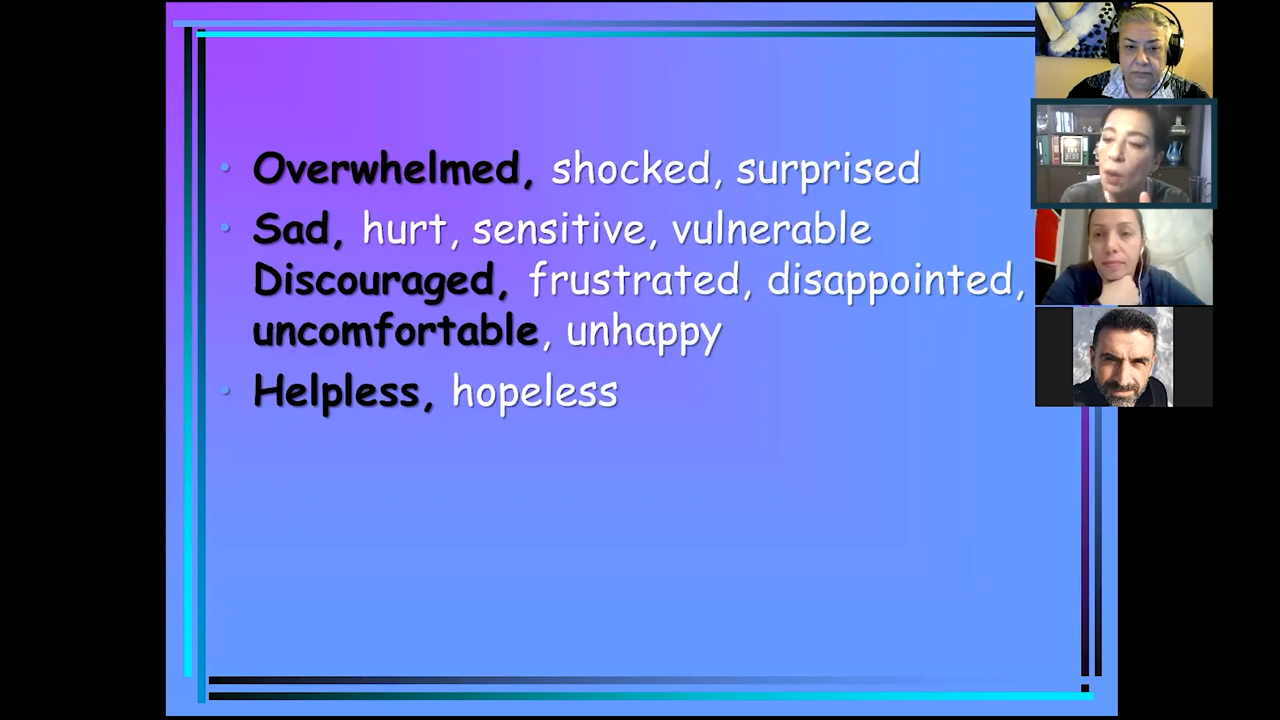 • Overwhelmed, shocked, surprised
• Sad, hurt, sensitive, vulnerable
Discouraged, frustrated, disappointed,
uncomfortable, unhappy
• Helpless, hopeless